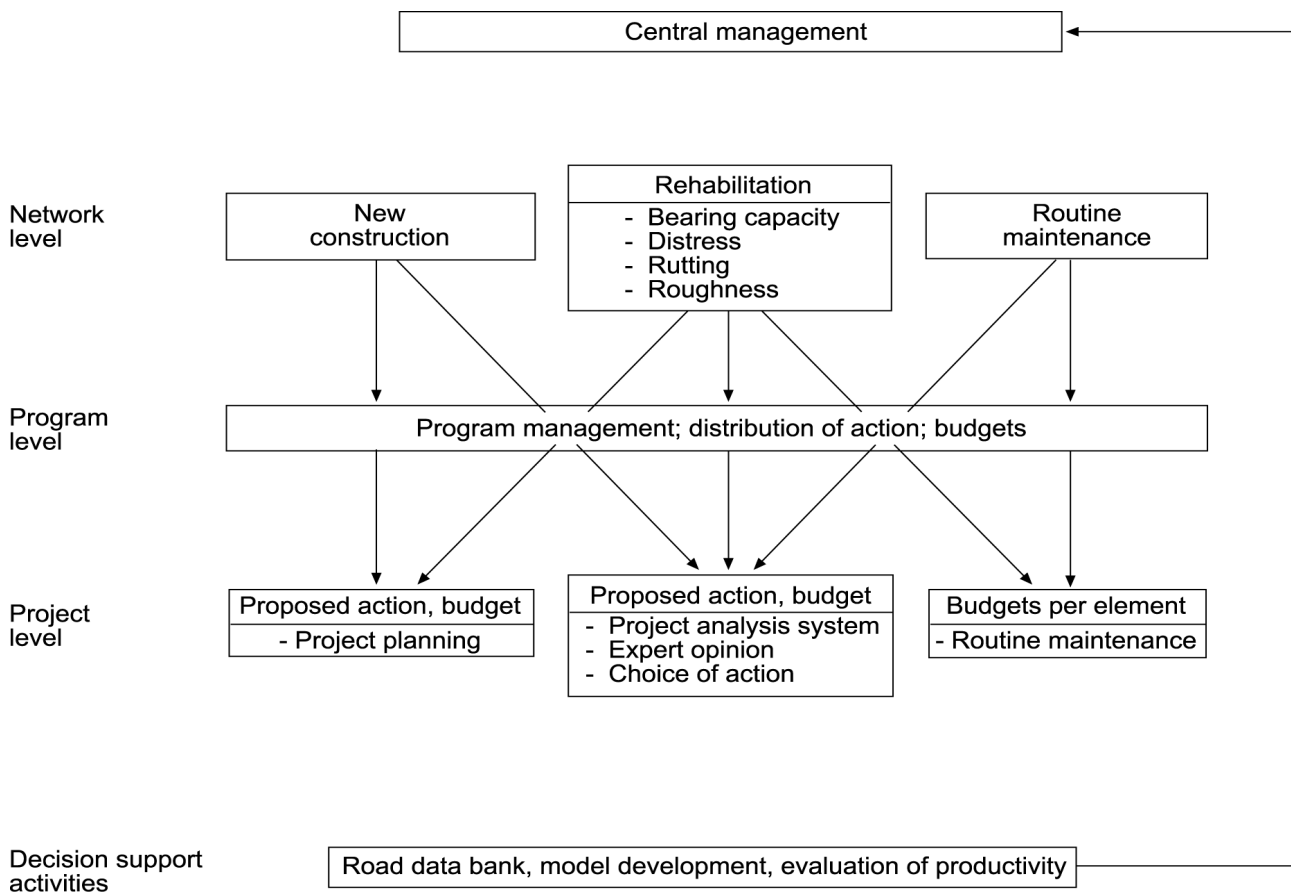 Central management
Network
level
New
construction
Rehabilitation
- Bearing capacity
- Distress
- Rutting
- Roughness
Routine
maintenance
Program
level
Program management; distribution of action; budgets
Project
level
Proposed action, budget
- Project planning
Proposed action, budget
- Project analysis system
- Expert opinion
- Choice of action
Budgets per element
- Routine maintenance
Decision support
activities
Road data bank, model development, evaluation of productivity